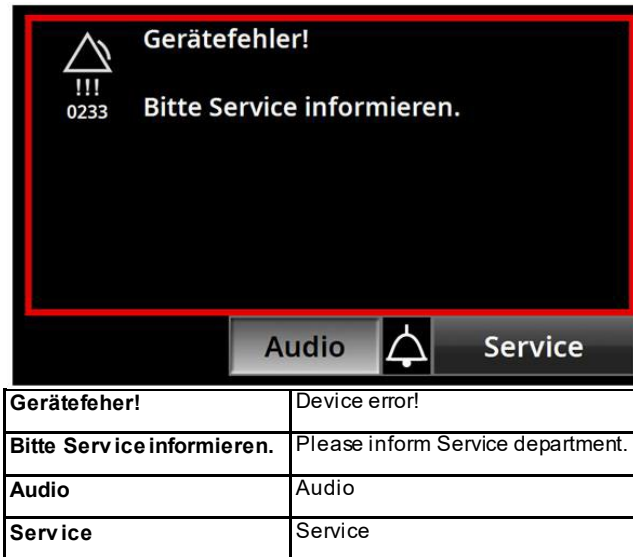 Gerätefehler!
!!!
0233 Bitte Service informieren.
Audio Service
Gerätefeher! Device error!
Bitte Service informieren. Please inform Service department.
Audio Audio
Service Service